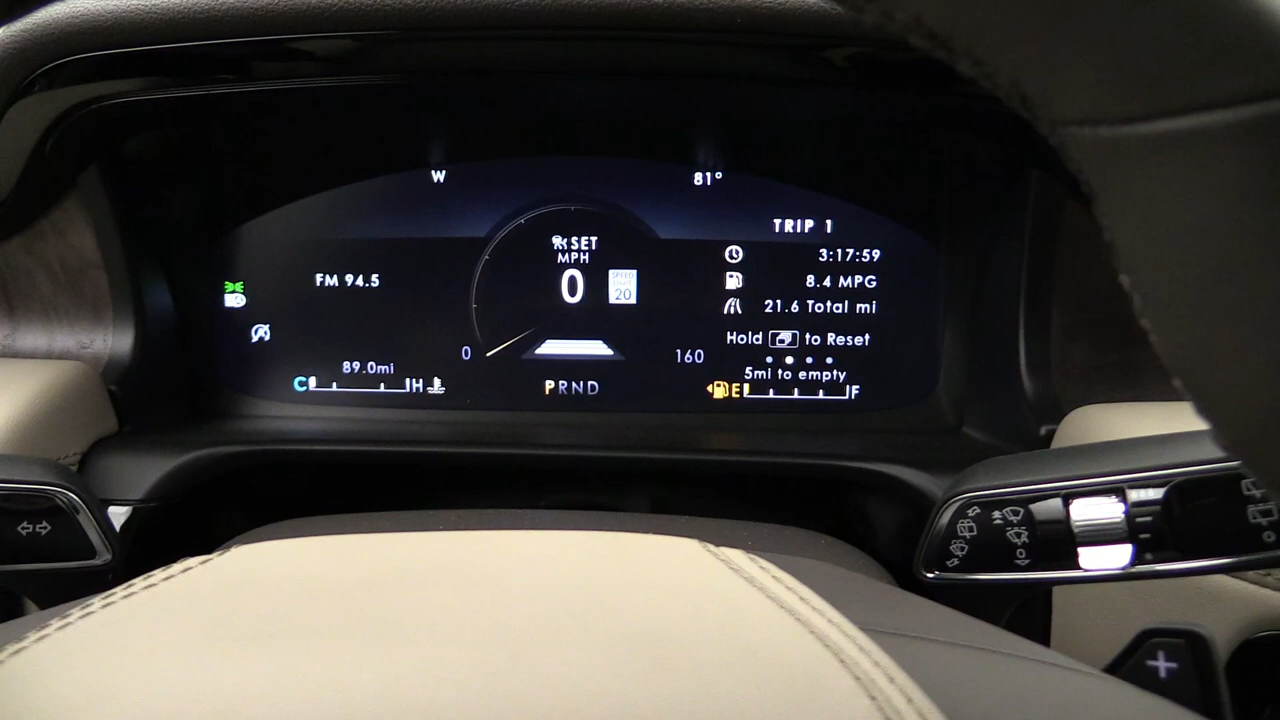 W
81°
TRIP 1
SET
MPH
3:17:59
FM 94.5
0
SPEED
LIMIT
20
8.4 MPG
21.6 Total mi
Hold to Reset
0
160
89.0mi
5mi to empty
C H
PRND
E F
0